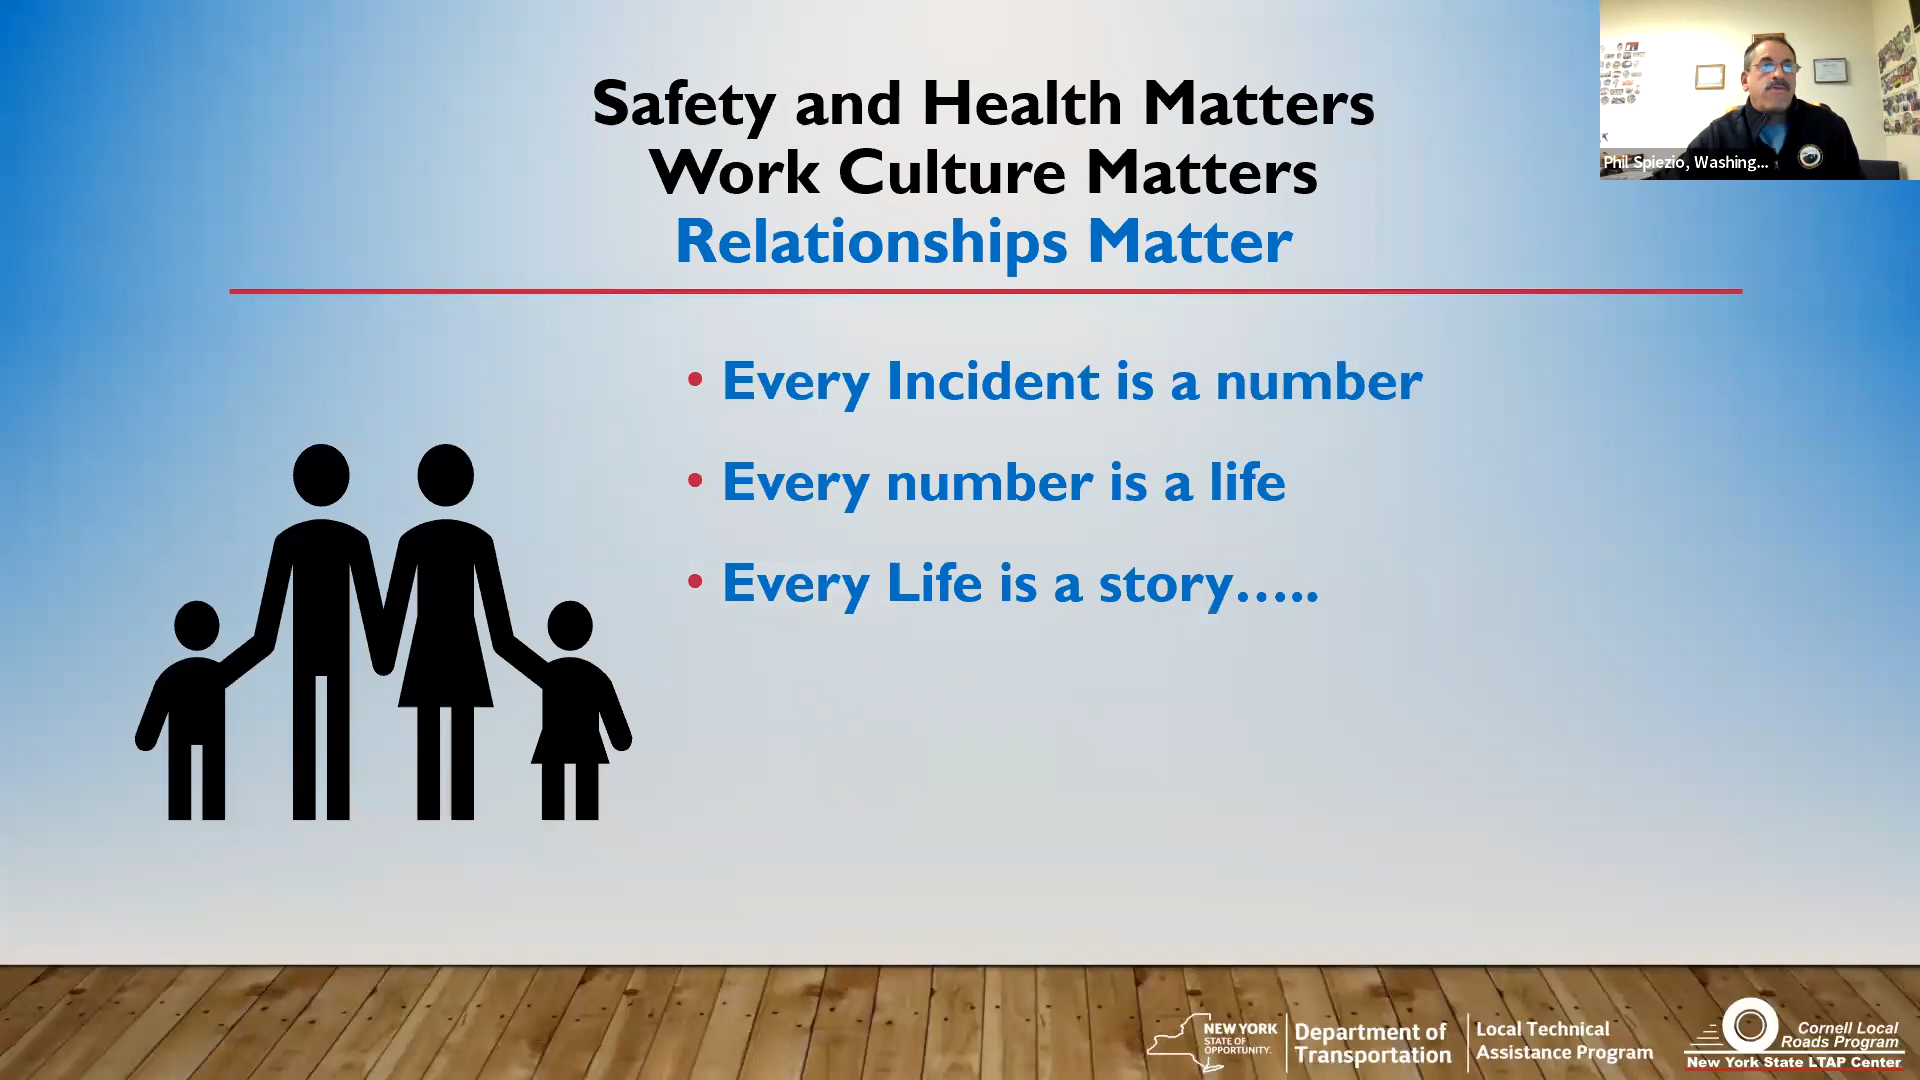 Safety and Health Matters
Work Culture Matters
Relationships Matter
Phil Spiezio, Washing...
• Every Incident is a number
• Every number is a life
• Every Life is a story…..
NEW YORK
STATE OF
OPPORTUNITY.
Department of
Transportation
Local Technical
Assistance Program
Cornell Local
Roads Program
New York State LTAP Center